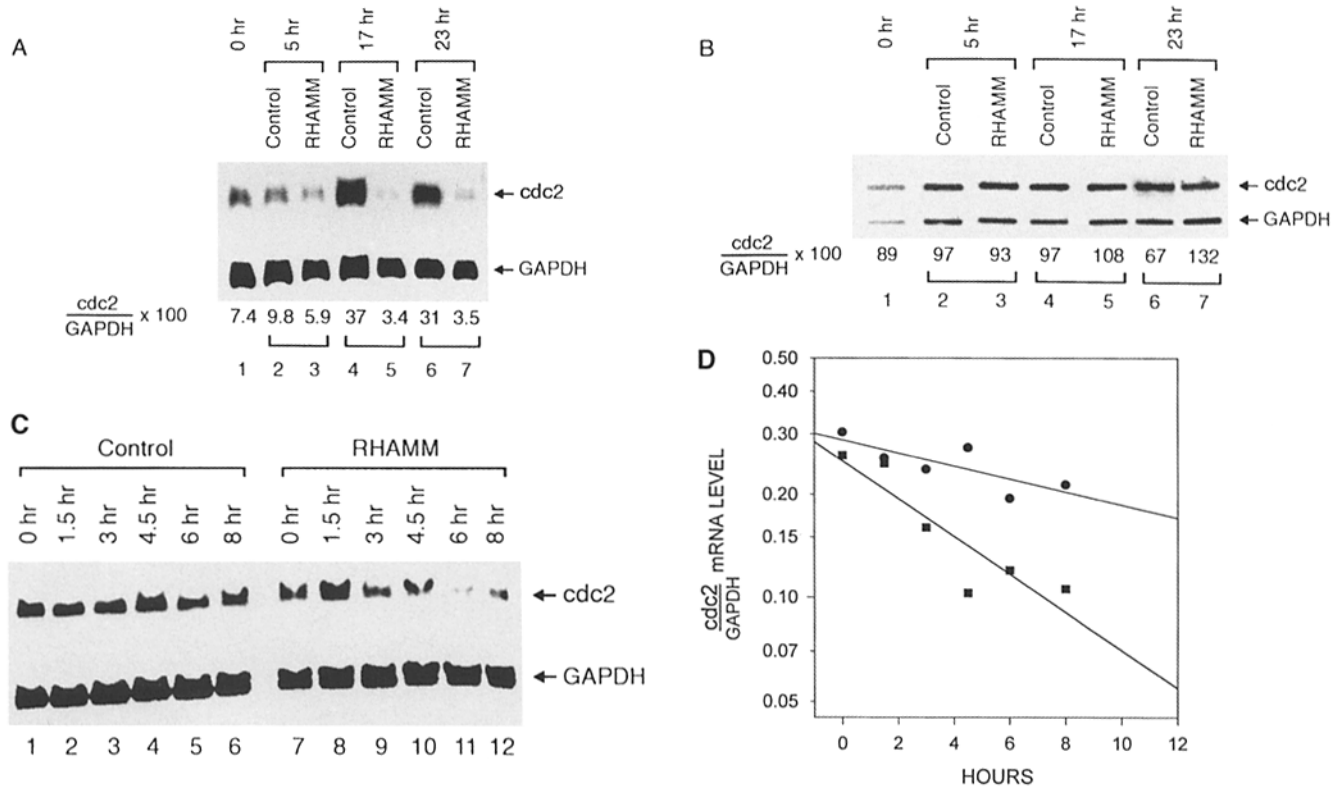 A
0 hr
5 hr
17 hr
23 hr
Control
RHAMM
Control
RHAMM
Control
RHAMM
← cdc2
← GAPDH
cdc2
GAPDH
x 100
7.4 9.8 5.9 37 3.4 31 3.5
1 2 3 4 5 6 7
B
0 hr
5 hr
17 hr
23 hr
Control
RHAMM
Control
RHAMM
Control
RHAMM
← cdc2
← GAPDH
cdc2
GAPDH
x 100
89 97 93 97 108 67 132
1 2 3 4 5 6 7
C
Control
RHAMM
0 hr
1.5 hr
3 hr
4.5 hr
6 hr
8 hr
0 hr
1.5 hr
3 hr
4.5 hr
6 hr
8 hr
← cdc2
← GAPDH
1 2 3 4 5 6 7 8 9 10 11 12
D
cdc2
GAPDH
mRNA LEVEL
0.50
0.40
0.30
0.20
0.15
0.10
0.07
0.05
0 2 4 6 8 10 12
HOURS